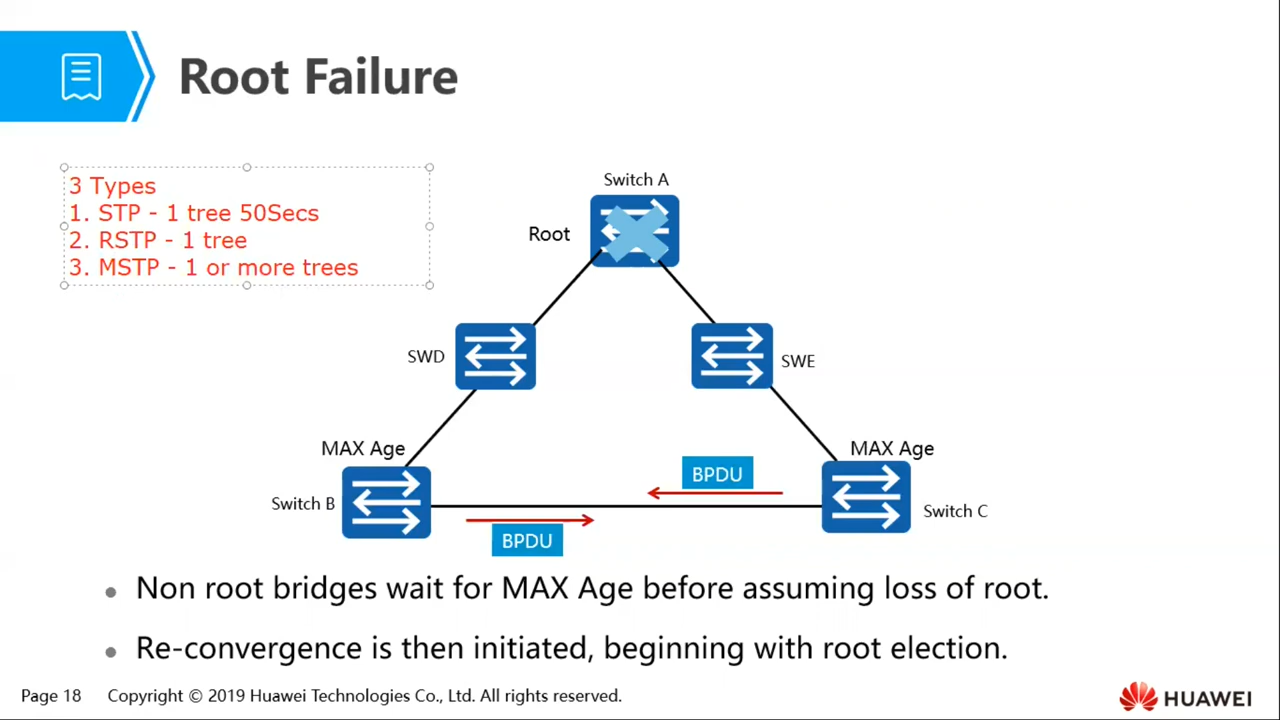 Root Failure
3 Types
1. STP - 1 tree 50Secs
2. RSTP - 1 tree
3. MSTP - 1 or more trees
Switch A
Root
SWD
SWE
MAX Age
MAX Age
BPDU
Switch B
Switch C
BPDU
Non root bridges wait for MAX Age before assuming loss of root.
Re-convergence is then initiated, beginning with root election.
Page 18 Copyright © 2019 Huawei Technologies Co., Ltd. All rights reserved.
HUAWEI